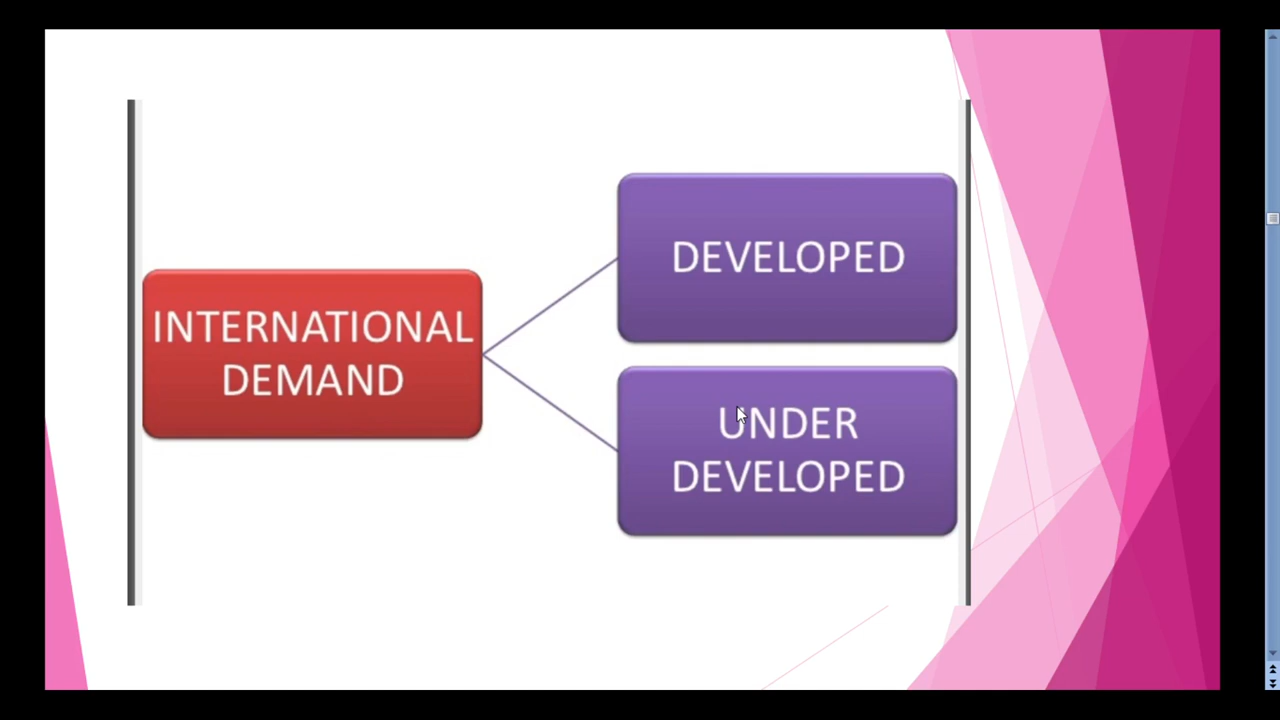 INTERNATIONAL
DEMAND
DEVELOPED
UNDER
DEVELOPED